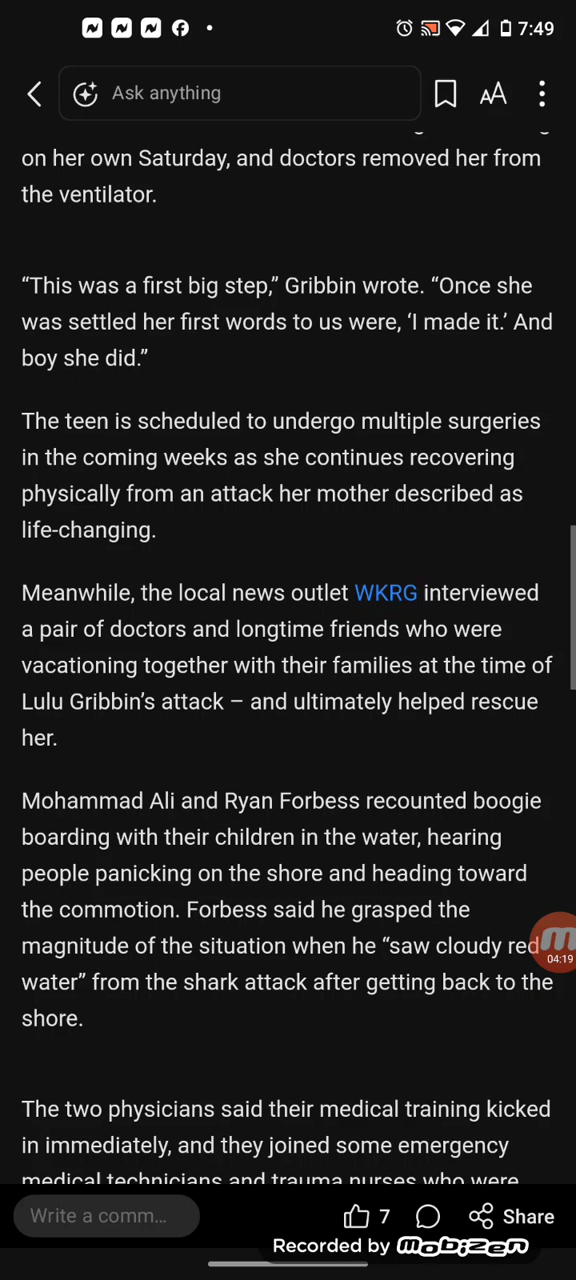 7:49
Ask anything
on her own Saturday, and doctors removed her from
the ventilator.
“This was a first big step,” Gribbin wrote. “Once she
was settled her first words to us were, ‘I made it.’ And
boy she did.”
The teen is scheduled to undergo multiple surgeries
in the coming weeks as she continues recovering
physically from an attack her mother described as
life-changing.
Meanwhile, the local news outlet WKRG interviewed
a pair of doctors and longtime friends who were
vacationing together with their families at the time of
Lulu Gribbin’s attack – and ultimately helped rescue
her.
Mohammad Ali and Ryan Forbess recounted boogie
boarding with their children in the water, hearing
people panicking on the shore and heading toward
the commotion. Forbess said he grasped the
magnitude of the situation when he “saw cloudy red
water” from the shark attack after getting back to the
shore.
04:19
The two physicians said their medical training kicked
in immediately, and they joined some emergency
medical technicians and trauma nurses who were
Write a comm... 7 Share
Recorded by mobizen